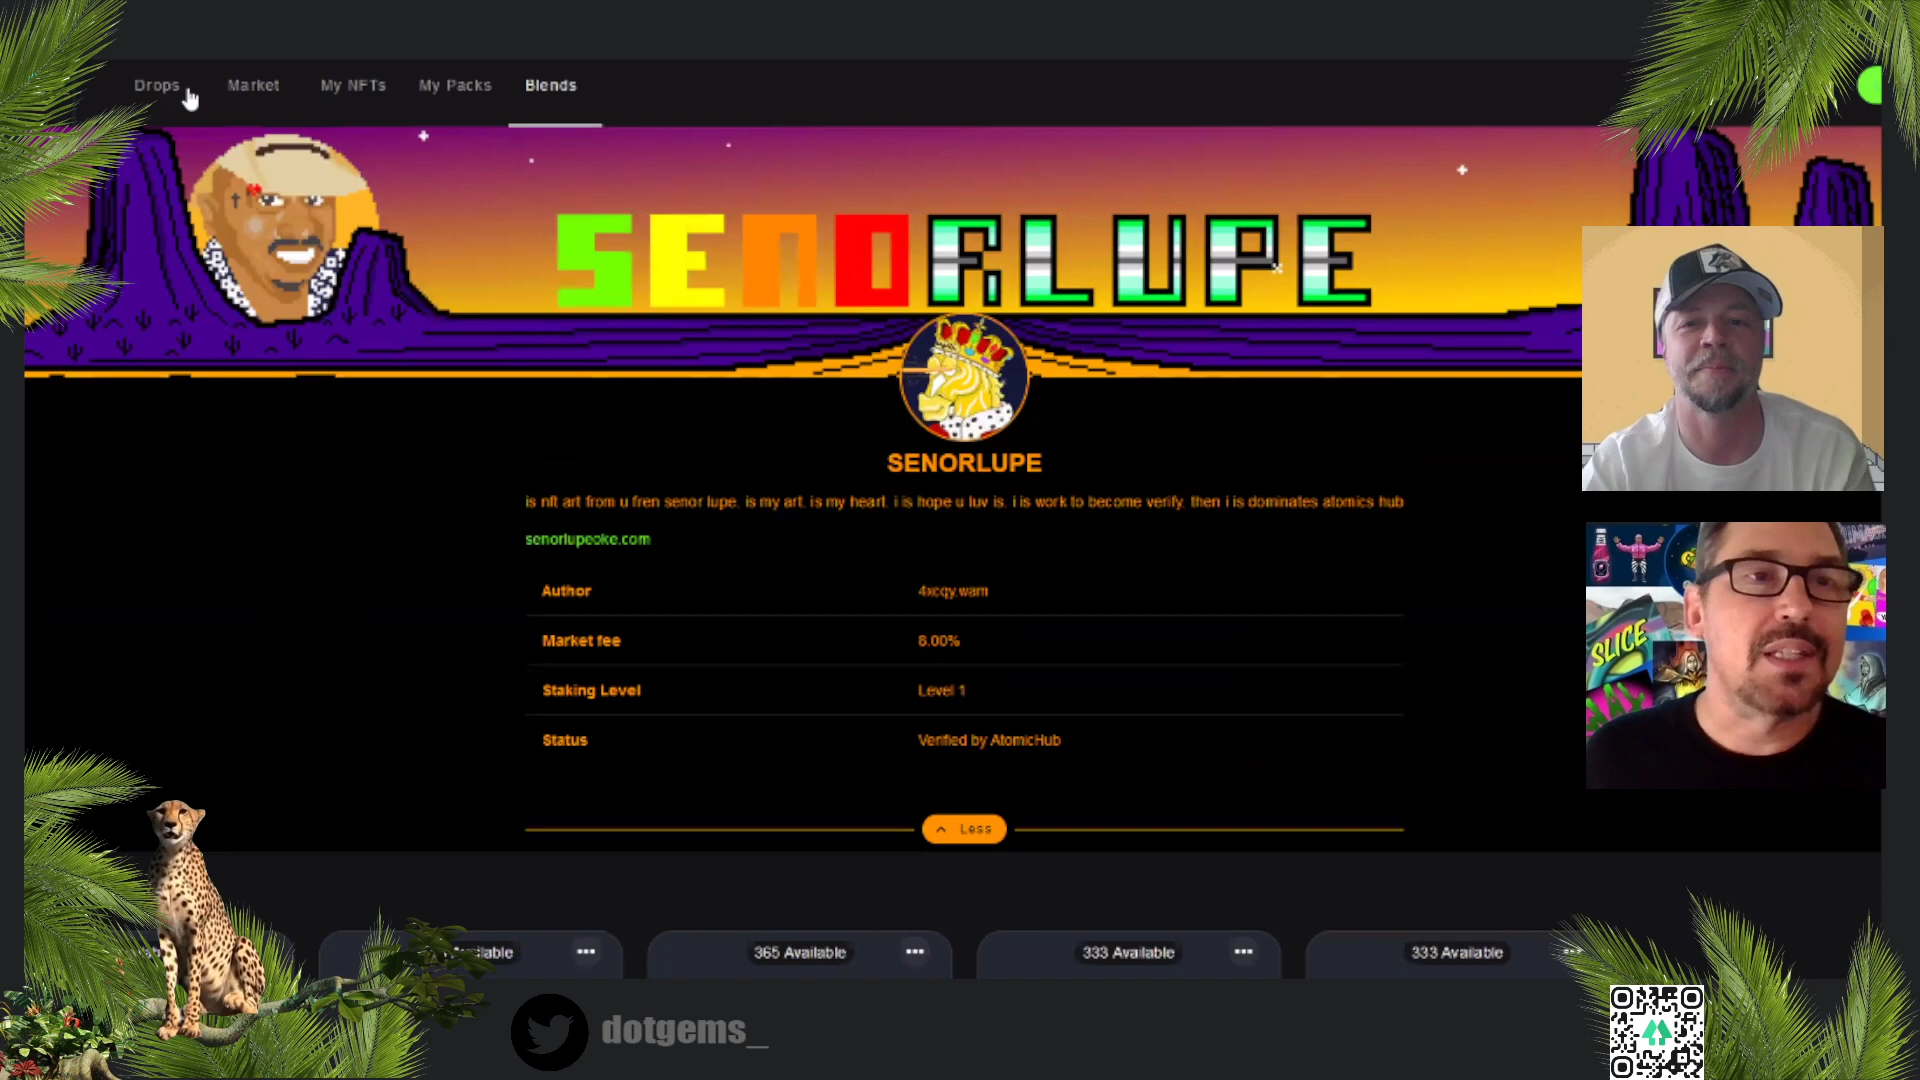 Drops Market My NFTs My Packs Blends
SENORLUPE
SENORLUPE
is nft art from u fren senor lupe. is my art. is my heart. i is hope u luv is. i is work to become verify. then i is dominates atomics hub
senorlupeoke.com
Author 4xcqy.wam
Market fee 8.00%
Staking Level Level 1
Status Verified by AtomicHub
Less
365 Available
333 Available
333 Available
SLICE
dotgems_